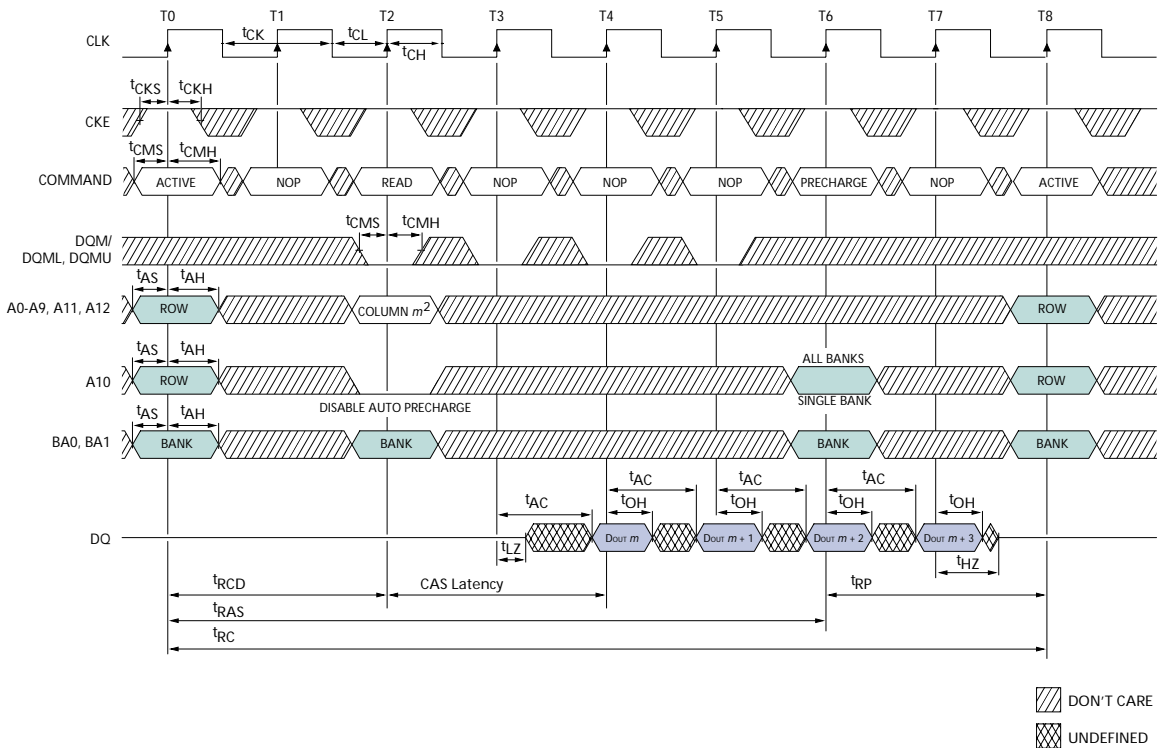 T0 T1 T2 T3 T4 T5 T6 T7 T8
CLK tCK tCL tCH
tCKS tCKH
CKE
tCMS tCMH
COMMAND ACTIVE NOP READ NOP NOP NOP PRECHARGE NOP ACTIVE
tCMS tCMH
DQM/
DQML, DQMU
tAS tAH
A0-A9, A11, A12 ROW COLUMN m2 ROW
tAS tAH ALL BANKS
A10 ROW ROW
DISABLE AUTO PRECHARGE SINGLE BANK
tAS tAH
BA0, BA1 BANK BANK BANK BANK
tAC tAC tAC tAC
tOH tOH tOH tOH
DQ DOUT m DOUT m + 1 DOUT m + 2 DOUT m + 3
tLZ tHZ
tRCD CAS Latency tRP
tRAS
tRC
DON'T CARE
UNDEFINED